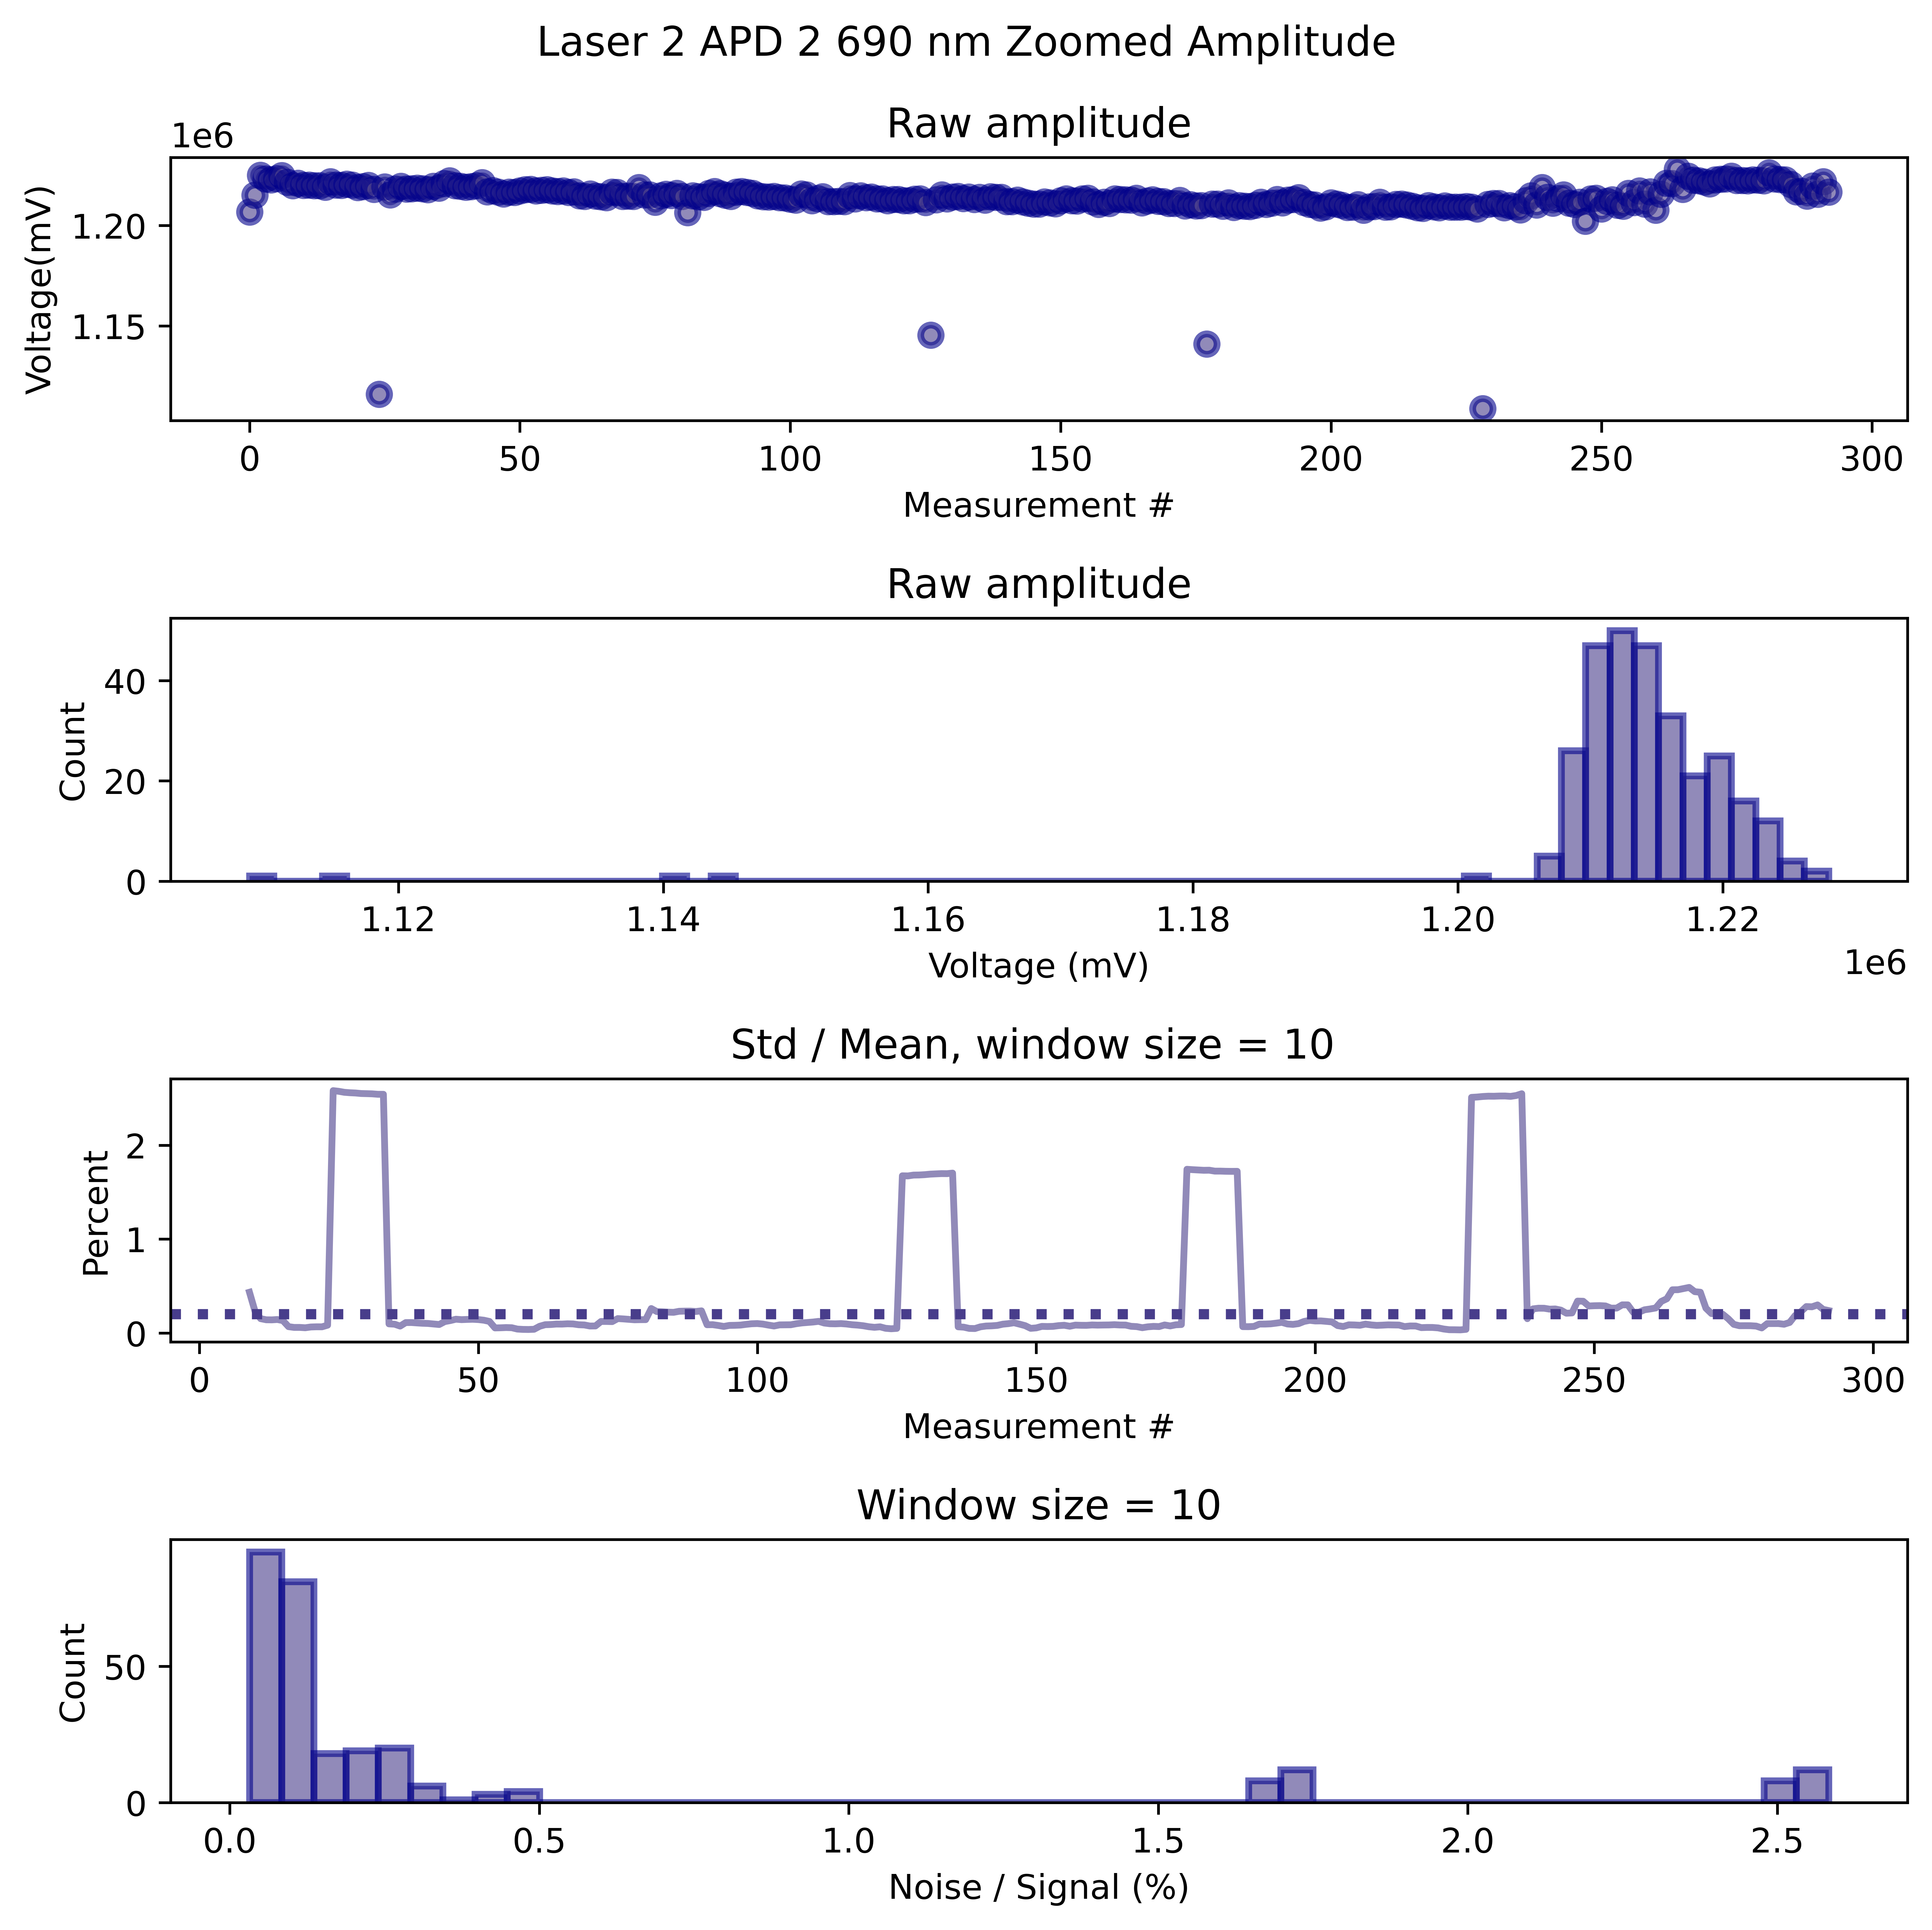 Laser 2 APD 2 690 nm Zoomed Amplitude
Raw amplitude
1e6
Voltage(mV)
1.20
1.15
0 50 100 150 200 250 300
Measurement #
Raw amplitude
Count
40
20
0
1.12 1.14 1.16 1.18 1.20 1.22
Voltage (mV)
1e6
Std / Mean, window size = 10
Percent
2
1
0
0 50 100 150 200 250 300
Measurement #
Window size = 10
Count
50
0
0.0 0.5 1.0 1.5 2.0 2.5
Noise / Signal (%)